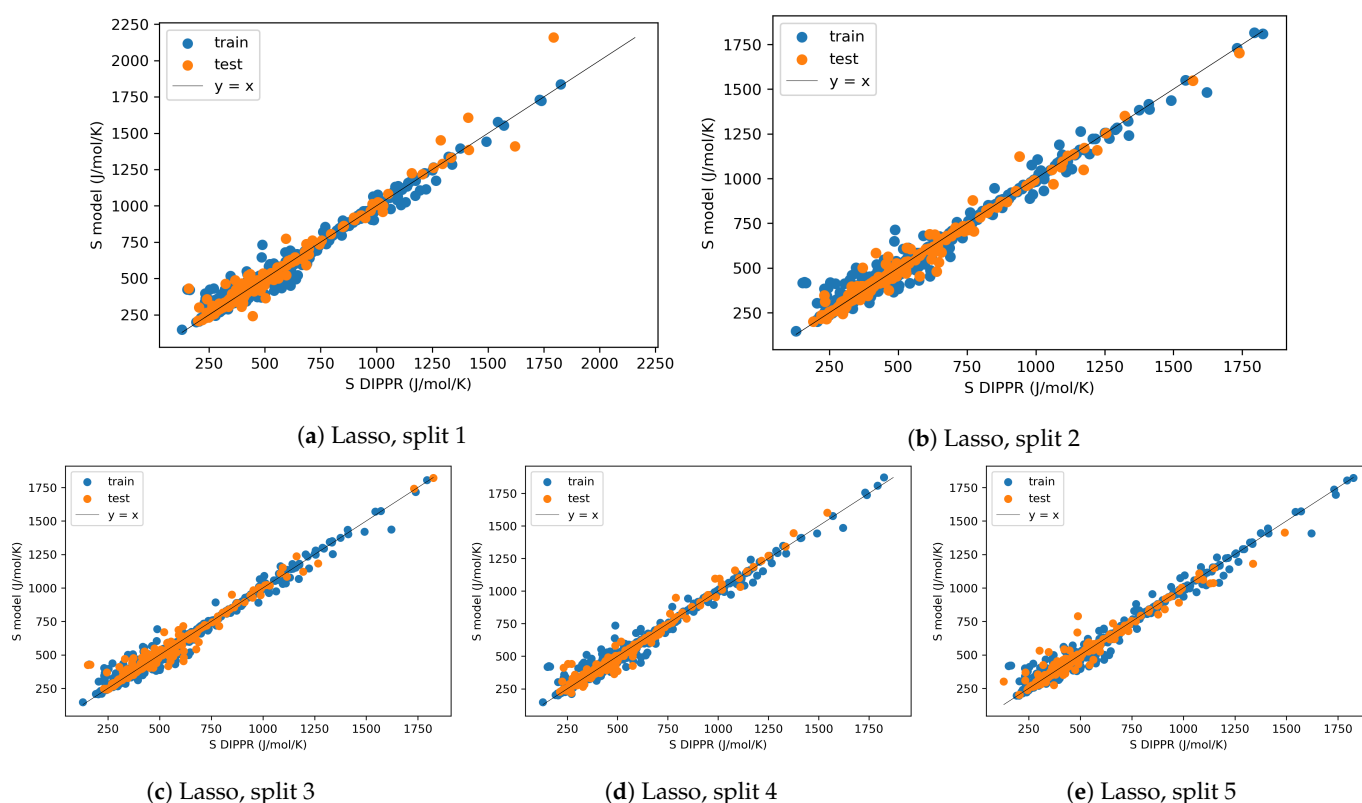 2250
2000
1750
1500
1250
1000
750
500
250
S model (J/mol/K)
train
test
y = x
250 500 750 1000 1250 1500 1750 2000 2250
S DIPPR (J/mol/K)
(a) Lasso, split 1
1750
1500
1250
1000
750
500
250
S model (J/mol/K)
train
test
y = x
250 500 750 1000 1250 1500 1750
S DIPPR (J/mol/K)
(b) Lasso, split 2
1750
1500
1250
1000
750
500
250
S model (J/mol/K)
train
test
y = x
250 500 750 1000 1250 1500 1750
S DIPPR (J/mol/K)
(c) Lasso, split 3
1750
1500
1250
1000
750
500
250
S model (J/mol/K)
train
test
y = x
250 500 750 1000 1250 1500 1750
S DIPPR (J/mol/K)
(d) Lasso, split 4
1750
1500
1250
1000
750
500
250
S model (J/mol/K)
train
test
y = x
250 500 750 1000 1250 1500 1750
S DIPPR (J/mol/K)
(e) Lasso, split 5